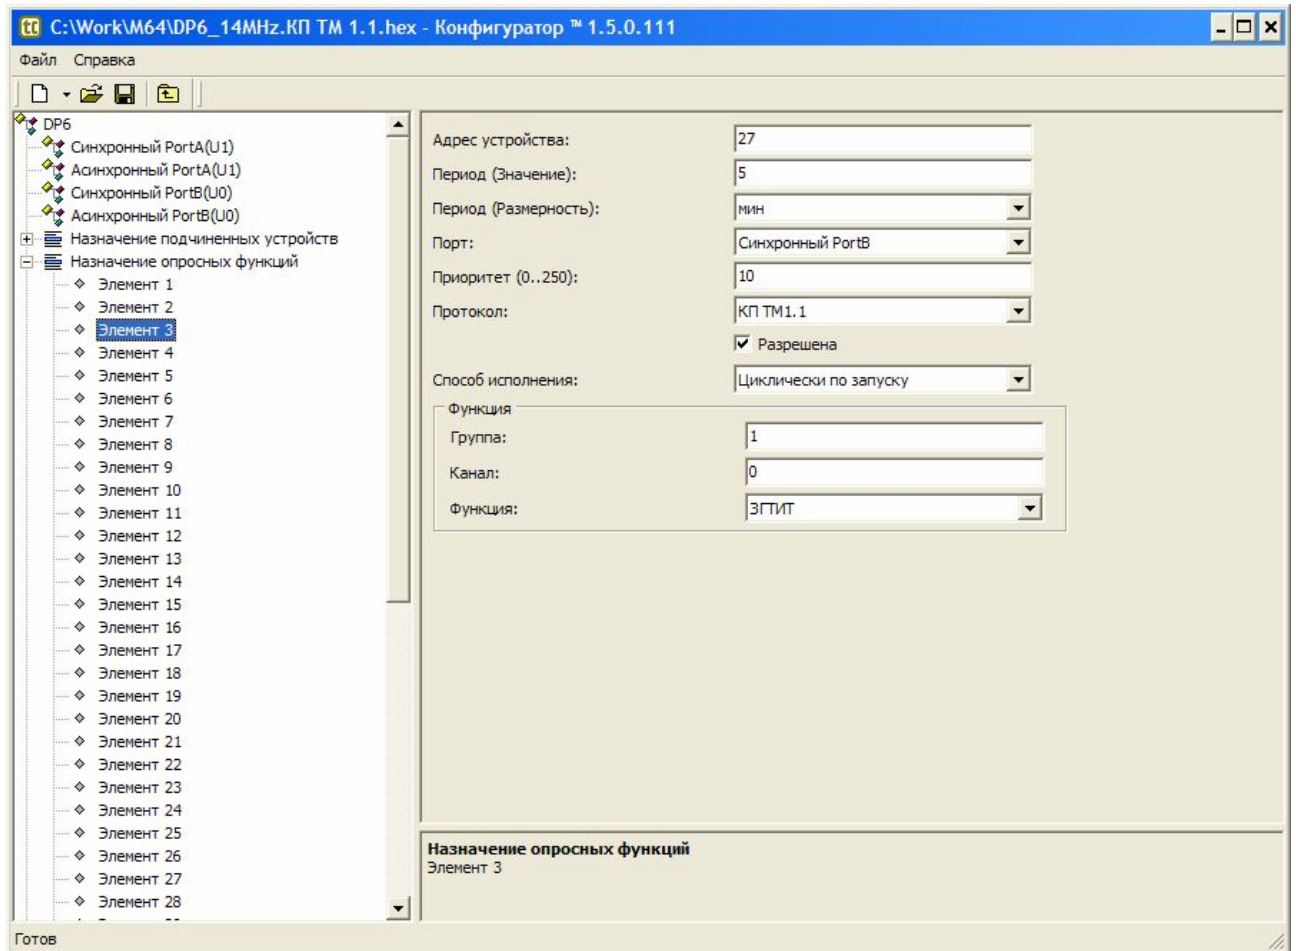 C:\Work\M64\DP6_14MHz.КП ТМ 1.1.hex - Конфигуратор ™ 1.5.0.111
Файл Справка
DP6
Синхронный PortA(U1)
Асинхронный PortA(U1)
Синхронный PortB(U0)
Асинхронный PortB(U0)
Назначение подчиненных устройств
Назначение опросных функций
Элемент 1
Элемент 2
Элемент 3
Элемент 4
Элемент 5
Элемент 6
Элемент 7
Элемент 8
Элемент 9
Элемент 10
Элемент 11
Элемент 12
Элемент 13
Элемент 14
Элемент 15
Элемент 16
Элемент 17
Элемент 18
Элемент 19
Элемент 20
Элемент 21
Элемент 22
Элемент 23
Элемент 24
Элемент 25
Элемент 26
Элемент 27
Элемент 28
Адрес устройства: 27
Период (Значение): 5
Период (Размерность): мин
Порт: Синхронный PortB
Приоритет (0..250): 10
Протокол: КП ТМ1.1
Разрешена
Способ исполнения: Циклически по запуску
Функция
Группа: 1
Канал: 0
Функция: ЗГТИТ
Назначение опросных функций
Элемент 3
Готов